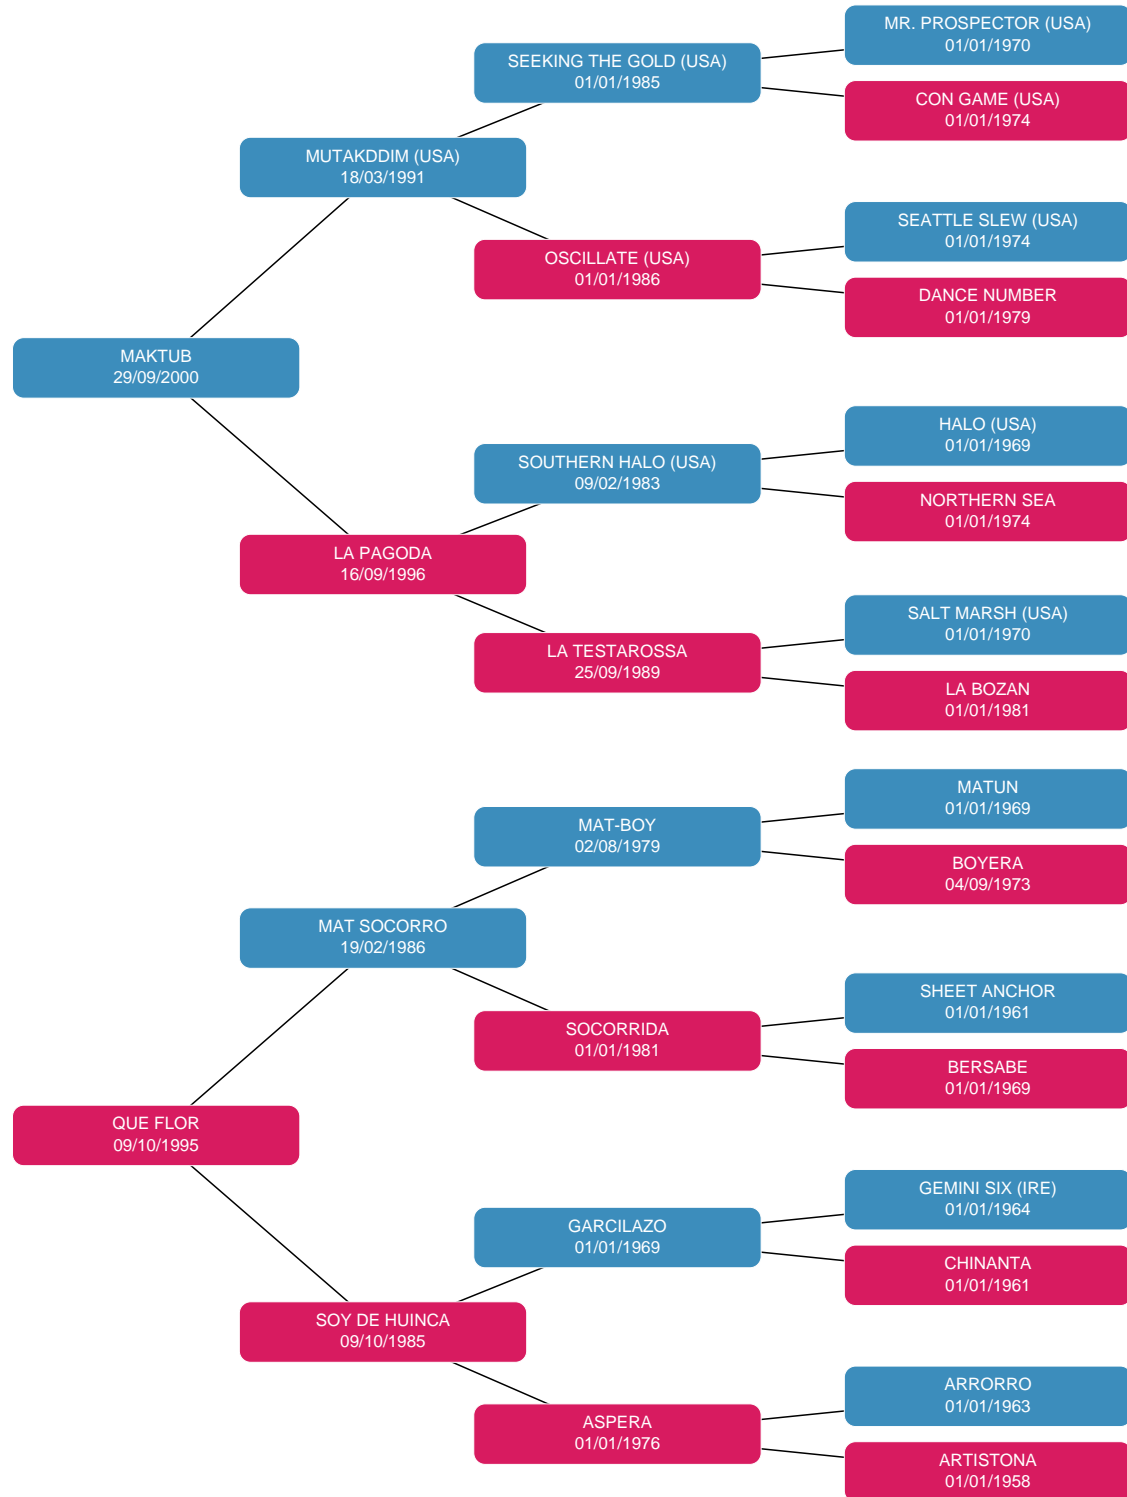 MR. PROSPECTOR (USA)
01/01/1970
SEEKING THE GOLD (USA)
01/01/1985
CON GAME (USA)
01/01/1974
MUTAKDDIM (USA)
18/03/1991
SEATTLE SLEW (USA)
01/01/1974
OSCILLATE (USA)
01/01/1986
DANCE NUMBER
01/01/1979
MAKTUB
29/09/2000
HALO (USA)
01/01/1969
SOUTHERN HALO (USA)
09/02/1983
NORTHERN SEA
01/01/1974
LA PAGODA
16/09/1996
SALT MARSH (USA)
01/01/1970
LA TESTAROSSA
25/09/1989
LA BOZAN
01/01/1981
MATUN
01/01/1969
MAT-BOY
02/08/1979
BOYERA
04/09/1973
MAT SOCORRO
19/02/1986
SHEET ANCHOR
01/01/1961
SOCORRIDA
01/01/1981
BERSABE
01/01/1969
QUE FLOR
09/10/1995
GEMINI SIX (IRE)
01/01/1964
GARCILAZO
01/01/1969
CHINANTA
01/01/1961
SOY DE HUINCA
09/10/1985
ARRORRO
01/01/1963
ASPERA
01/01/1976
ARTISTONA
01/01/1958